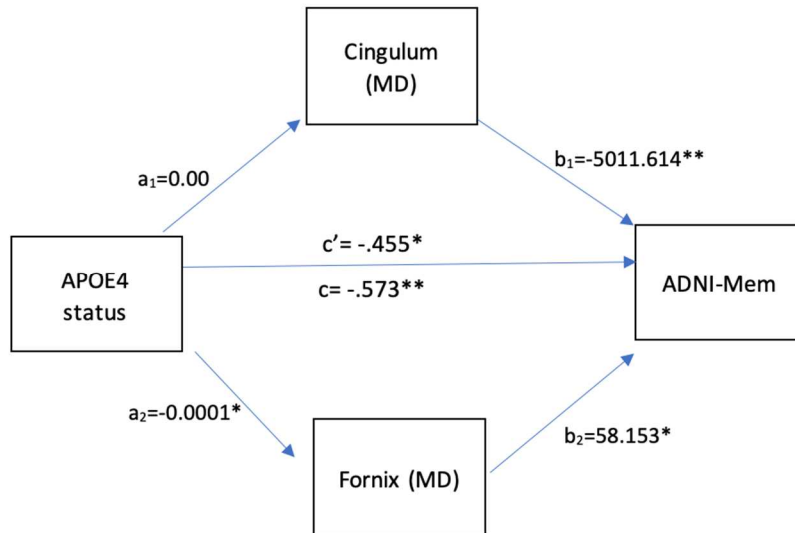 Cingulum
(MD)
a₁=0.00
b₁=-5011.614**
APOE4
status
c’= -.455*
c= -.573**
ADNI-Mem
a₂=-0.0001*
Fornix (MD)
b₂=58.153*